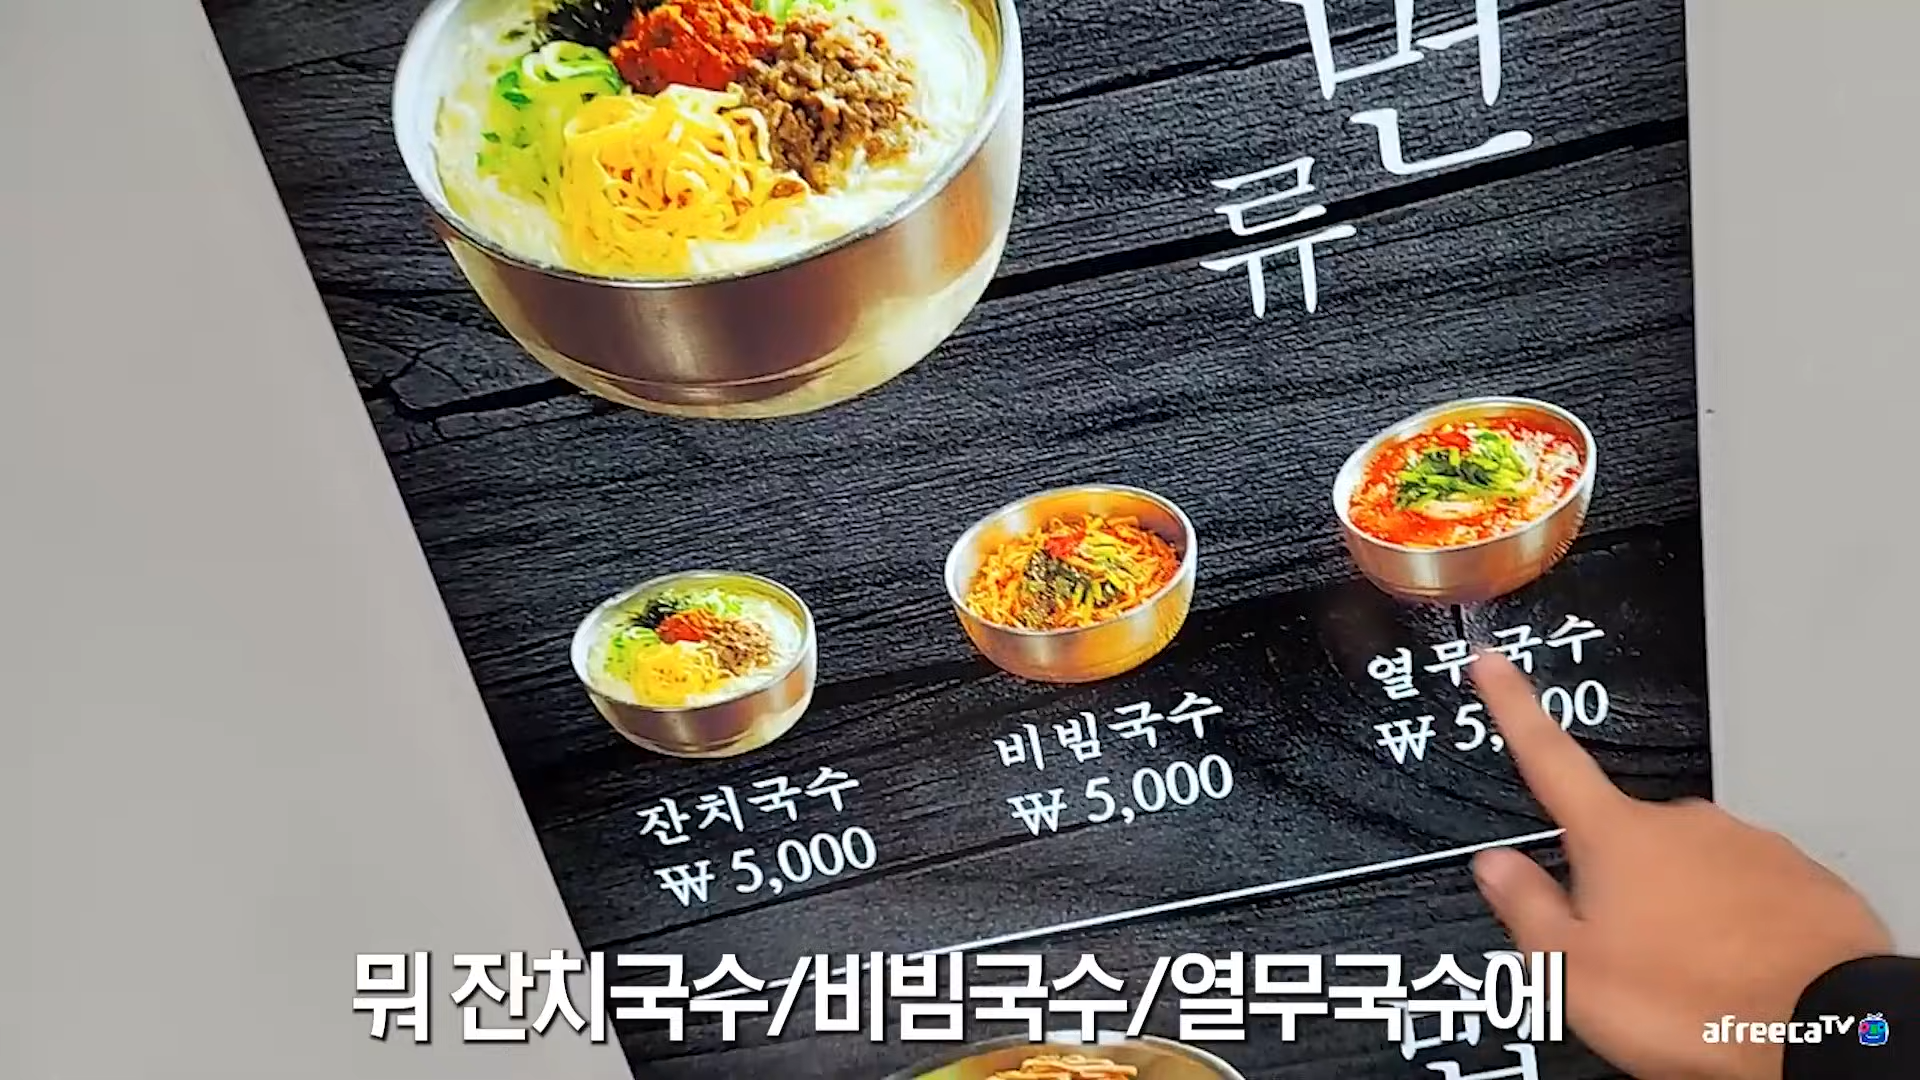 면
류
잔치국수
₩ 5,000
비빔국수
₩ 5,000
열무국수
뭐 잔치국수/비빔국수/열무국수에
afreecaTV